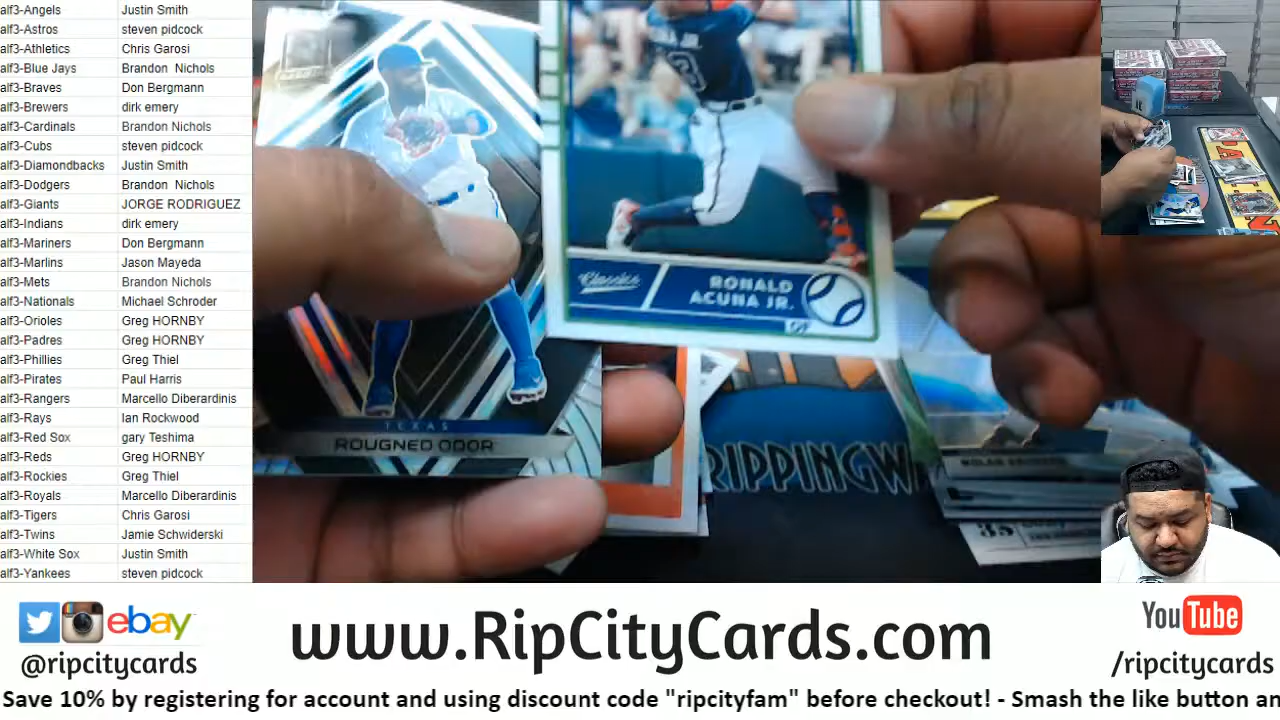 alf3-Angels Justin Smith
alf3-Astros steven pidcock
alf3-Athletics Chris Garosi
alf3-Blue Jays Brandon Nichols
alf3-Braves Don Bergmann
alf3-Brewers dirk emery
alf3-Cardinals Brandon Nichols
alf3-Cubs steven pidcock
alf3-Diamondbacks Justin Smith
alf3-Dodgers Brandon Nichols
alf3-Giants JORGE RODRIGUEZ
alf3-Indians dirk emery
alf3-Mariners Don Bergmann
alf3-Marlins Jason Mayeda
alf3-Mets Brandon Nichols
alf3-Nationals Michael Schroder
alf3-Orioles Greg HORNBY
alf3-Padres Greg HORNBY
alf3-Phillies Greg Thiel
alf3-Pirates Paul Harris
alf3-Rangers Marcello Diberardinis
alf3-Rays Ian Rockwood
alf3-Red Sox gary Teshima
alf3-Reds Greg HORNBY
alf3-Rockies Greg Thiel
alf3-Royals Marcello Diberardinis
alf3-Tigers Chris Garosi
alf3-Twins Jamie Schwiderski
alf3-White Sox Justin Smith
alf3-Yankees steven pidcock
Classics
RONALD
ACUNA JR.
OF
TEXAS
ROUGNED ODOR
RIPPINGW
35
ebay
@ripcitycards
www.RipCityCards.com
YouTube
/ripcitycards
Save 10% by registering for account and using discount code "ripcityfam" before checkout! - Smash the like button an